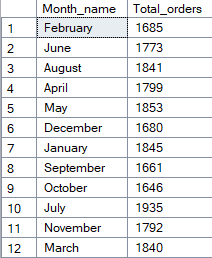 Month_name Total_orders
1 February 1685
2 June 1773
3 August 1841
4 April 1799
5 May 1853
6 December 1680
7 January 1845
8 September 1661
9 October 1646
10 July 1935
11 November 1792
12 March 1840